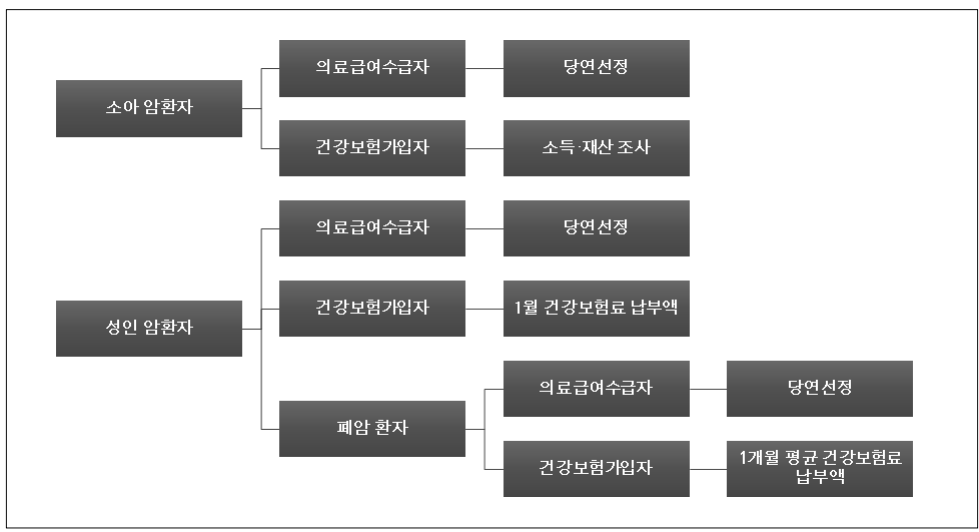 소아 암환자
의료급여수급자
당연선정
건강보험가입자
소득·재산 조사
성인 암환자
의료급여수급자
당연선정
건강보험가입자
1월 건강보험료 납부액
폐암 환자
의료급여수급자
당연선정
건강보험가입자
1개월 평균 건강보험료
납부액